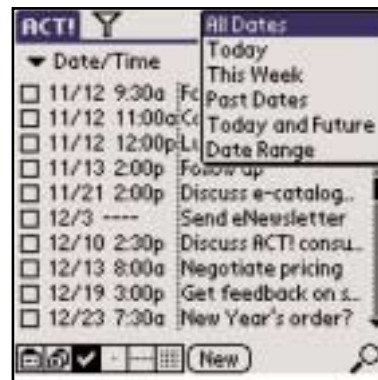 ACT!
All Dates
Today
This Week
Past Dates
Today and Future
Date Range
Date/Time
11/12 9:30a
11/12 11:00a
11/12 12:00p
11/13 2:00p Follow up
11/21 2:00p Discuss e-catalog..
12/3 ---- Send eNewsletter
12/10 2:30p Discuss ACT! consu..
12/13 8:00a Negotiate pricing
12/19 3:00p Get feedback on s..
12/23 7:30a New Year's order?
New